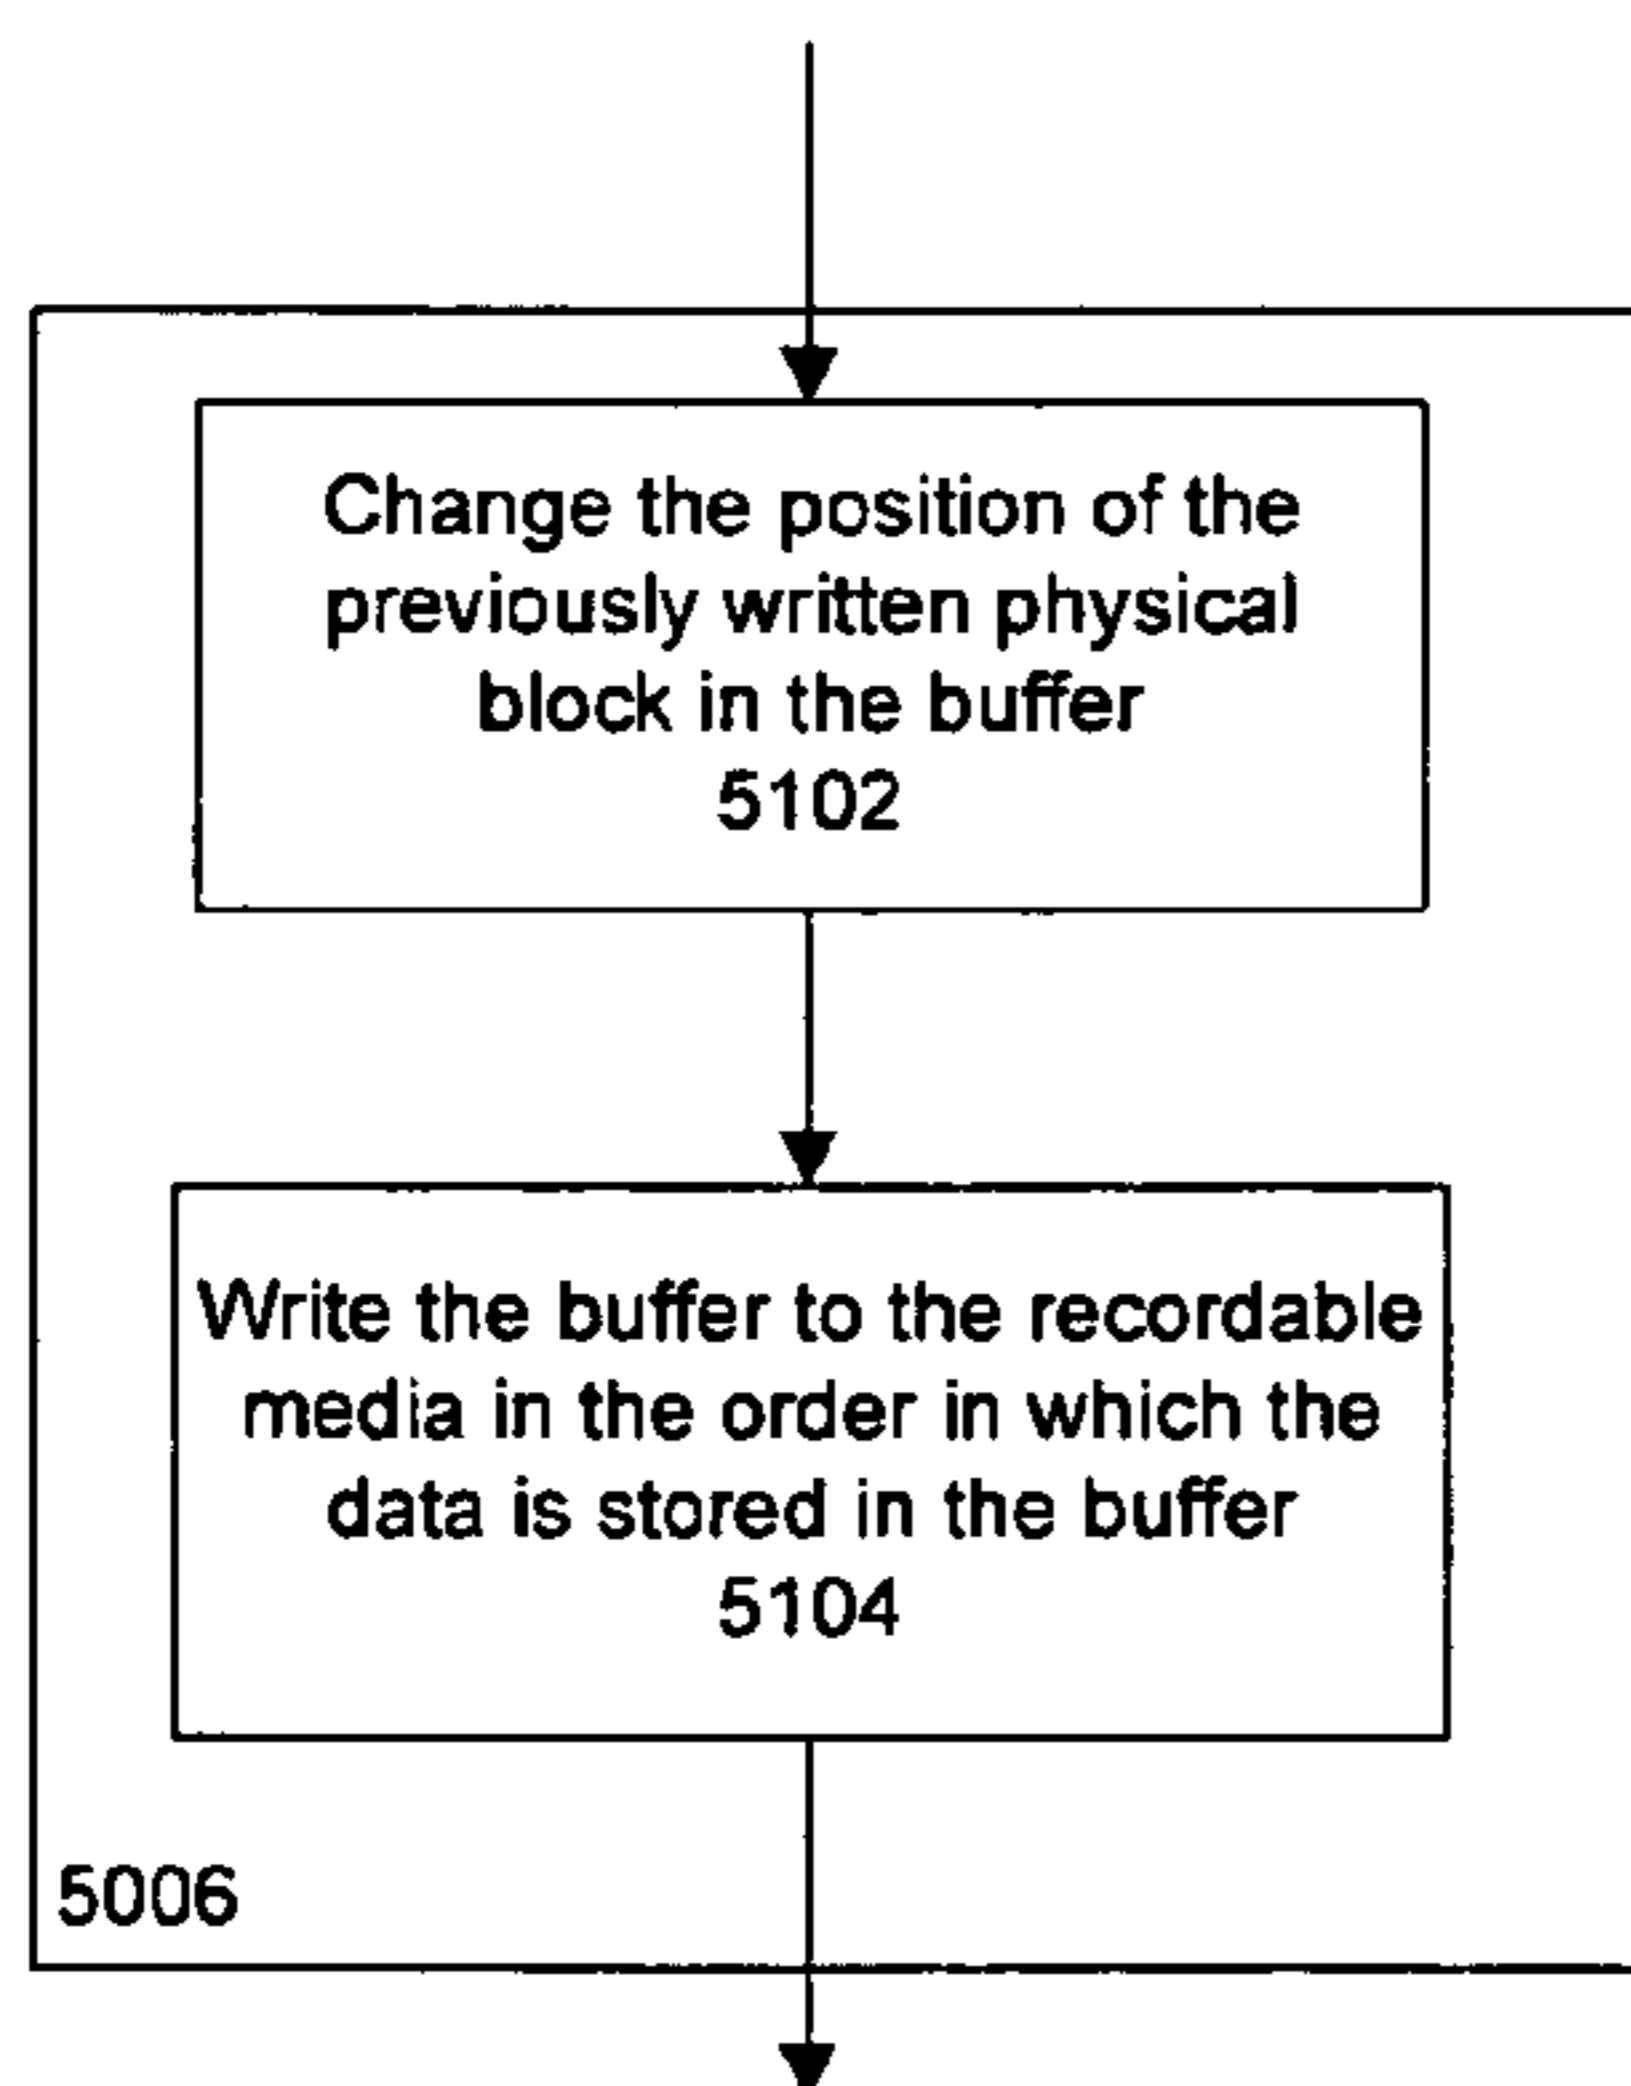 Change the position of the
previously written physical
block in the buffer
5102
Write the buffer to the recordable
media in the order in which the
data is stored in the buffer
5104
5006